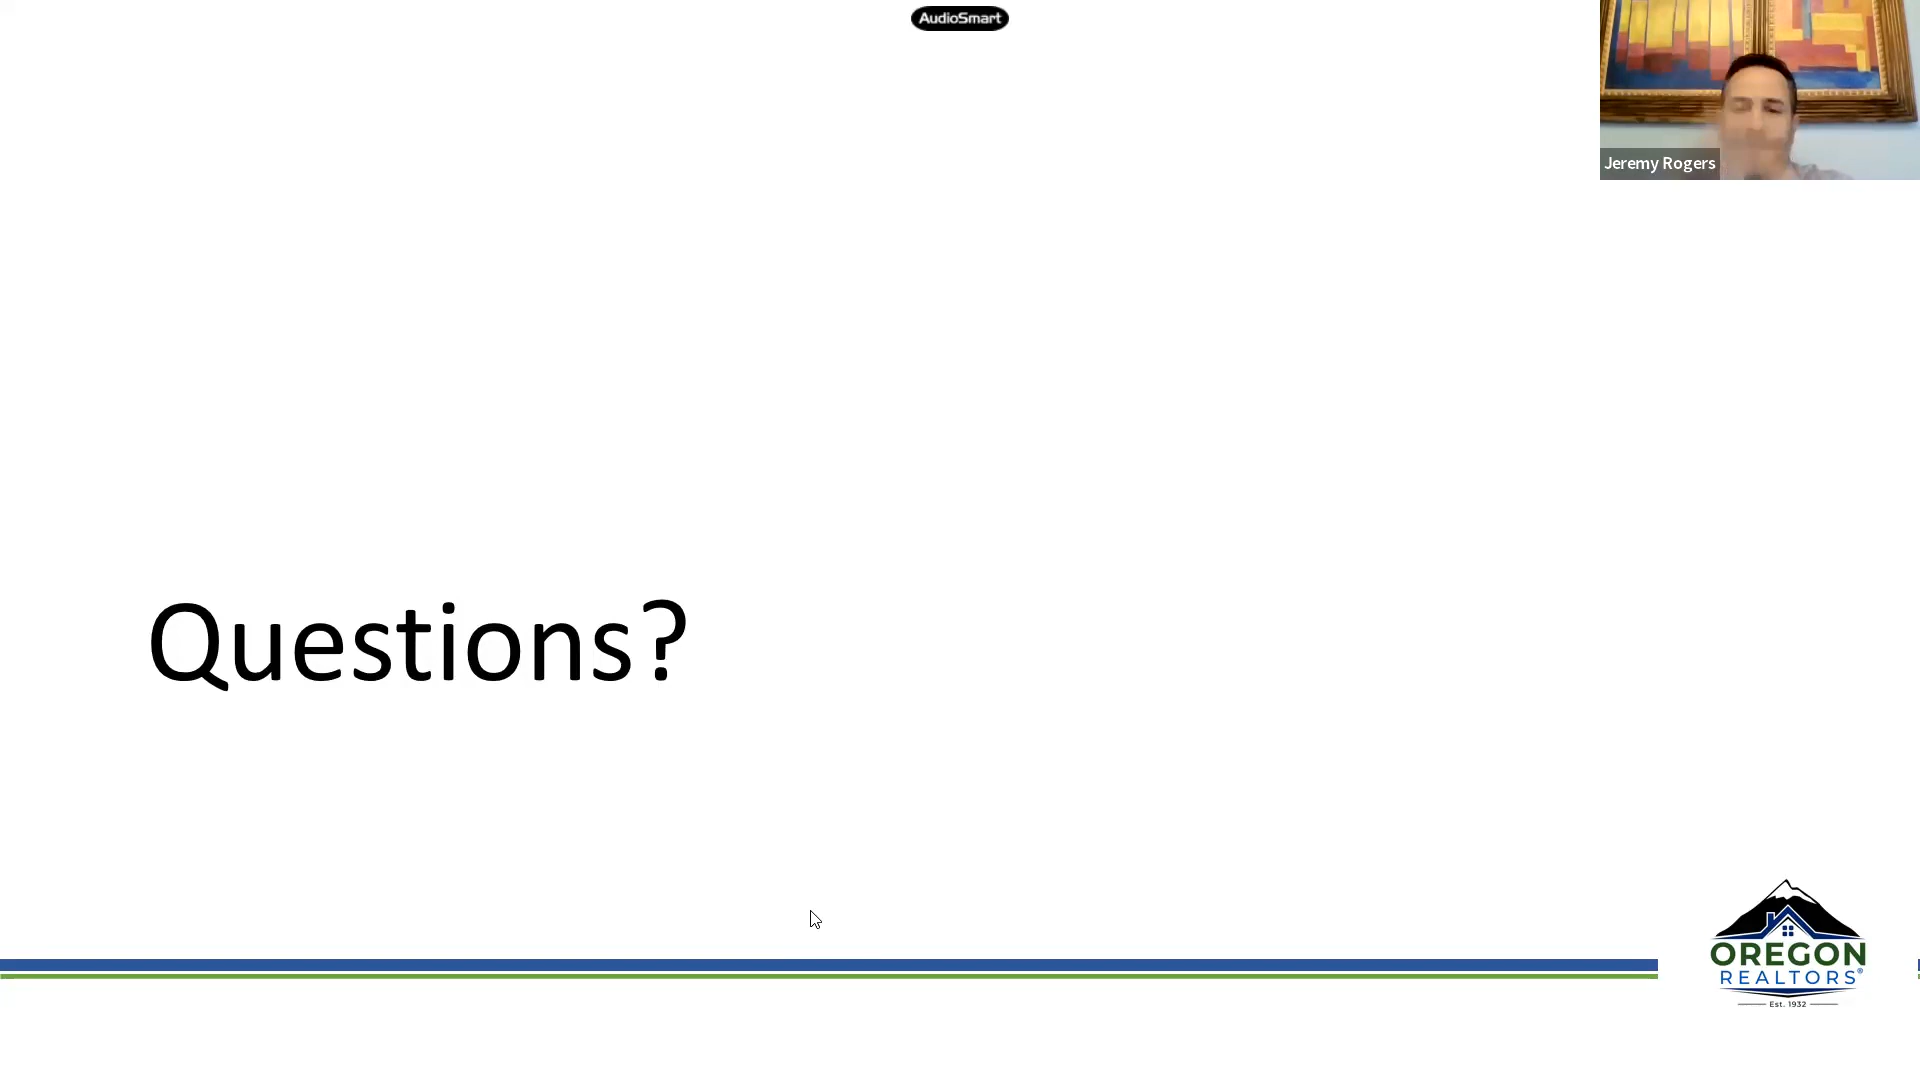 AudioSmart
Jeremy Rogers
Questions?
OREGON
REALTORS®
Est. 1932